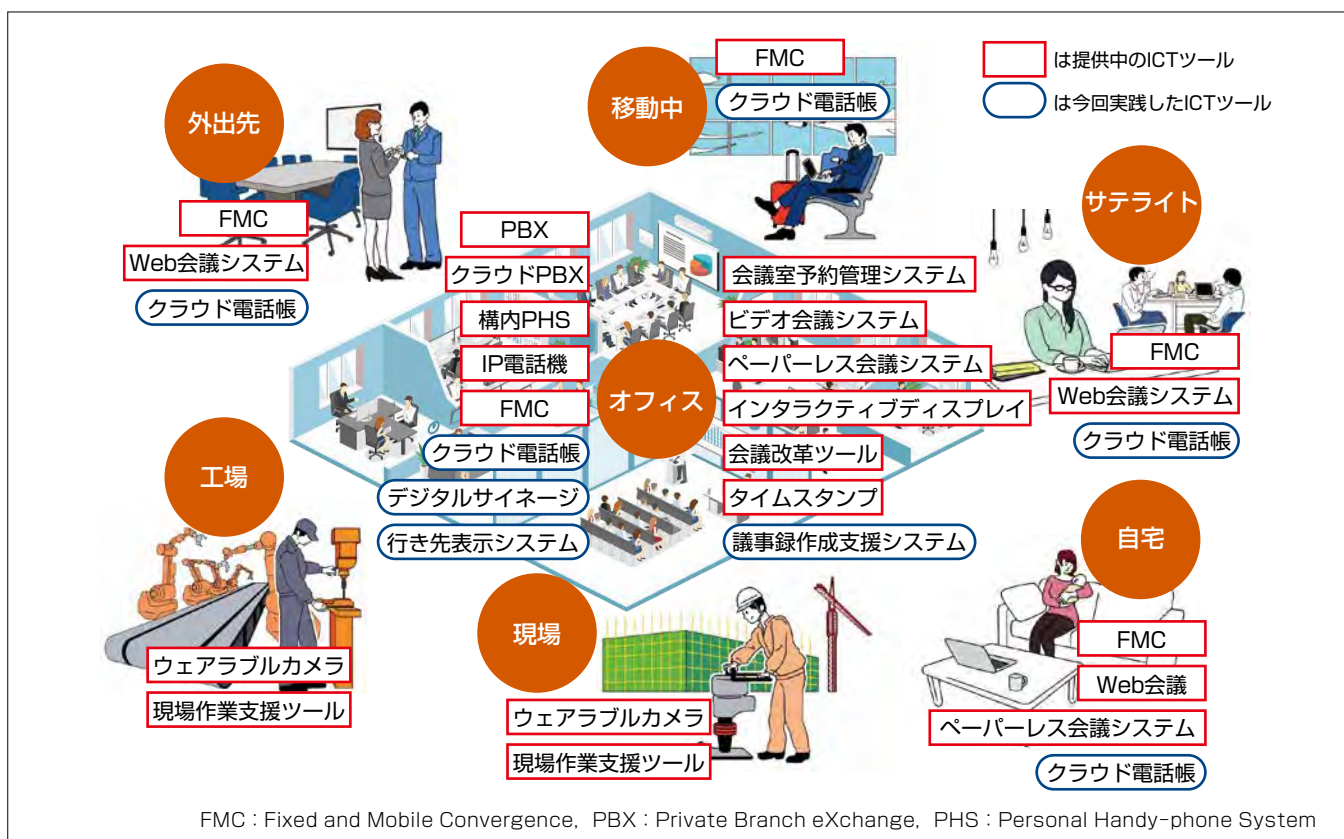 FMC
クラウド電話帳
移動中
は提供中のICTツール
は今回実践したICTツール
外出先
FMC
Web会議システム
クラウド電話帳
サテライト
FMC
Web会議システム
クラウド電話帳
PBX
クラウドPBX
構内PHS
IP電話機
FMC
クラウド電話帳
デジタルサイネージ
行き先表示システム
オフィス
会議室予約管理システム
ビデオ会議システム
ペーパーレス会議システム
インタラクティブディスプレイ
会議改革ツール
タイムスタンプ
議事録作成支援システム
工場
ウェアラブルカメラ
現場作業支援ツール
現場
ウェアラブルカメラ
現場作業支援ツール
自宅
FMC
Web会議
ペーパーレス会議システム
クラウド電話帳
FMC：Fixed and Mobile Convergence, PBX：Private Branch eXchange, PHS：Personal Handy-phone System